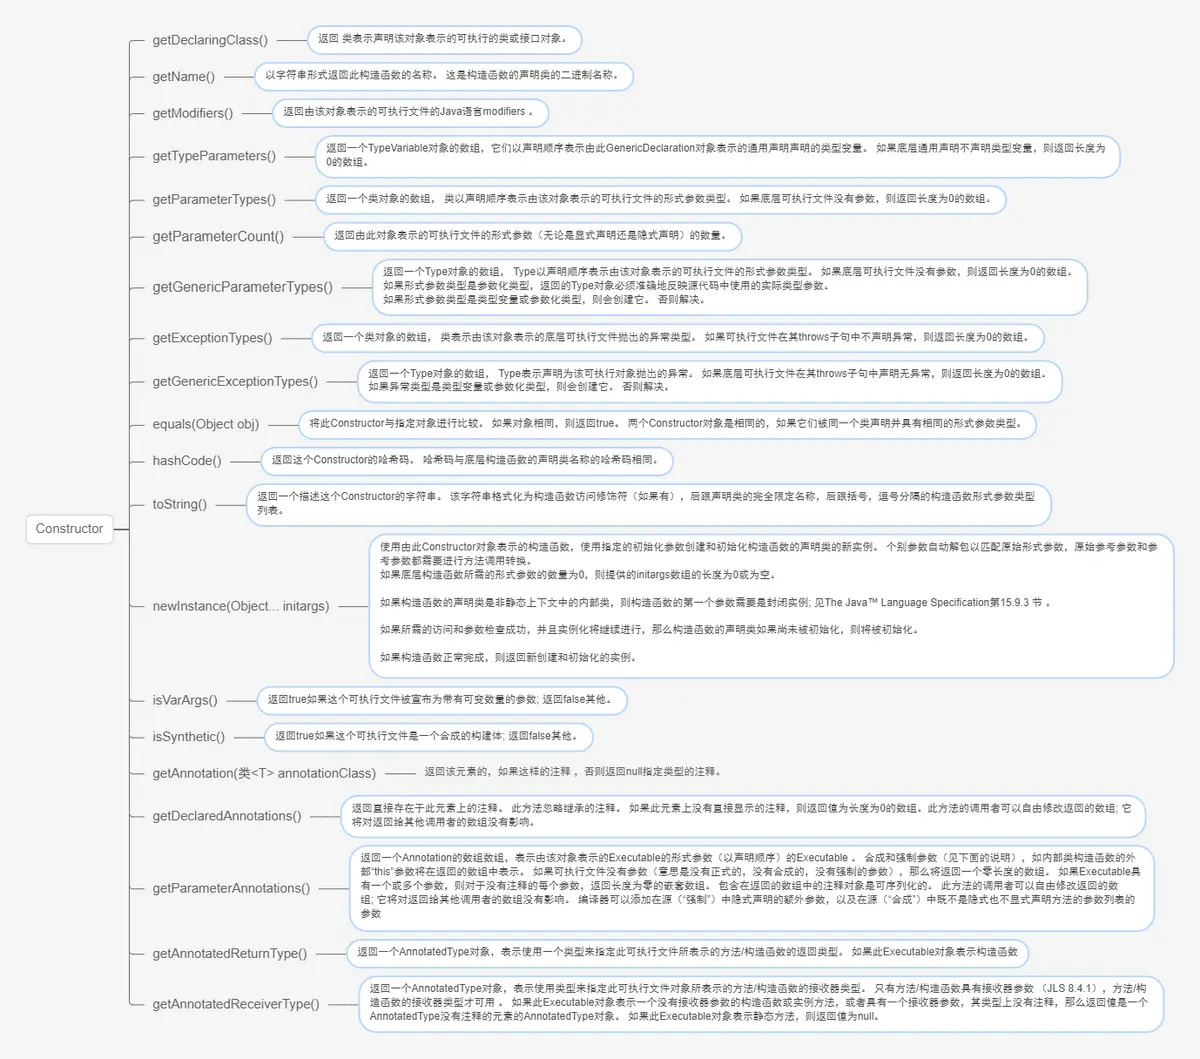 getDeclaringClass()
返回 类表示声明该对象表示的可执行的类或接口对象。
getName()
以字符串形式返回此构造函数的名称。 这是构造函数的声明类的二进制名称。
getModifiers()
返回由该对象表示的可执行文件的Java语言modifiers 。
getTypeParameters()
返回一个TypeVariable对象的数组，它们以声明顺序表示由此GenericDeclaration对象表示的通用声明声明的类型变量。 如果底层通用声明不声明类型变量，则返回长度为
0的数组。
getParameterTypes()
返回一个类对象的数组， 类以声明顺序表示由该对象表示的可执行文件的形式参数类型。 如果底层可执行文件没有参数，则返回长度为0的数组。
getParameterCount()
返回由此对象表示的可执行文件的形式参数（无论是显式声明还是隐式声明）的数量。
getGenericParameterTypes()
返回一个Type对象的数组， Type以声明顺序表示由该对象表示的可执行文件的形式参数类型。 如果底层可执行文件没有参数，则返回长度为0的数组。
如果形式参数类型是参数化类型，返回的Type对象必须准确地反映源代码中使用的实际类型参数。
如果形式参数类型是类型变量或参数化类型，则会创建它。 否则解决。
getExceptionTypes()
返回一个类对象的数组， 类表示由该对象表示的底层可执行文件抛出的异常类型。 如果可执行文件在其throws子句中不声明异常，则返回长度为0的数组。
getGenericExceptionTypes()
返回一个Type对象的数组， Type表示声明为该可执行对象抛出的异常。 如果底层可执行文件在其throws子句中声明无异常，则返回长度为0的数组。
如果异常类型是类型变量或参数化类型，则会创建它。 否则解决。
equals(Object obj)
将此Constructor与指定对象进行比较。 如果对象相同，则返回true。 两个Constructor对象是相同的，如果它们被同一个类声明并具有相同的形式参数类型。
hashCode()
返回这个Constructor的哈希码。 哈希码与底层构造函数的声明类名称的哈希码相同。
toString()
返回一个描述这个Constructor的字符串。 该字符串格式化为构造函数访问修饰符（如果有），后跟声明类的完全限定名称，后跟括号，逗号分隔的构造函数形式参数类型
列表。
Constructor
newInstance(Object... initargs)
使用由此Constructor对象表示的构造函数，使用指定的初始化参数创建和初始化构造函数的声明类的新实例。 个别参数自动解包以匹配原始形式参数，原始参考参数和参
考参数都需要进行方法调用转换。
如果底层构造函数所需的形式参数的数量为0，则提供的initargs数组的长度为0或为空。
如果构造函数的声明类是非静态上下文中的内部类，则构造函数的第一个参数需要是封闭实例; 见The Java™ Language Specification第15.9.3 节 。
如果所需的访问和参数检查成功，并且实例化将继续进行，那么构造函数的声明类如果尚未被初始化，则将被初始化。
如果构造函数正常完成，则返回新创建和初始化的实例。
isVarArgs()
返回true如果这个可执行文件被宣布为带有可变数量的参数; 返回false其他。
isSynthetic()
返回true如果这个可执行文件是一个合成的构建体; 返回false其他。
getAnnotation(类<T> annotationClass)
返回该元素的，如果这样的注释 ，否则返回null指定类型的注释。
getDeclaredAnnotations()
返回直接存在于此元素上的注释。 此方法忽略继承的注释。 如果此元素上没有直接显示的注释，则返回值为长度为0的数组。此方法的调用者可以自由修改返回的数组; 它
将对返回给其他调用者的数组没有影响。
getParameterAnnotations()
返回一个Annotation的数组数组，表示由该对象表示的Executable的形式参数（以声明顺序）的Executable 。 合成和强制参数（见下面的说明），如内部类构造函数的外
部“this”参数将在返回的数组中表示。 如果可执行文件没有参数（意思是没有正式的，没有合成的，没有强制的参数），那么将返回一个零长度的数组。 如果Executable具
有一个或多个参数，则对于没有注释的每个参数，返回长度为零的嵌套数组。 包含在返回的数组中的注释对象是可序列化的。 此方法的调用者可以自由修改返回的数
组; 它将对返回给其他调用者的数组没有影响。 编译器可以添加在源（“强制”）中隐式声明的额外参数，以及在源（“合成”）中既不是隐式也不显式声明方法的参数列表的
参数
getAnnotatedReturnType()
返回一个AnnotatedType对象，表示使用一个类型来指定此可执行文件所表示的方法/构造函数的返回类型。 如果此Executable对象表示构造函数
getAnnotatedReceiverType()
返回一个AnnotatedType对象，表示使用类型来指定此可执行文件对象所表示的方法/构造函数的接收器类型。 只有方法/构造函数具有接收器参数 （JLS 8.4.1），方法/构
造函数的接收器类型才可用 。 如果此Executable对象表示一个没有接收器参数的构造函数或实例方法，或者具有一个接收器参数，其类型上没有注释，那么返回值是一个
AnnotatedType没有注释的元素的AnnotatedType对象。 如果此Executable对象表示静态方法，则返回值为null。